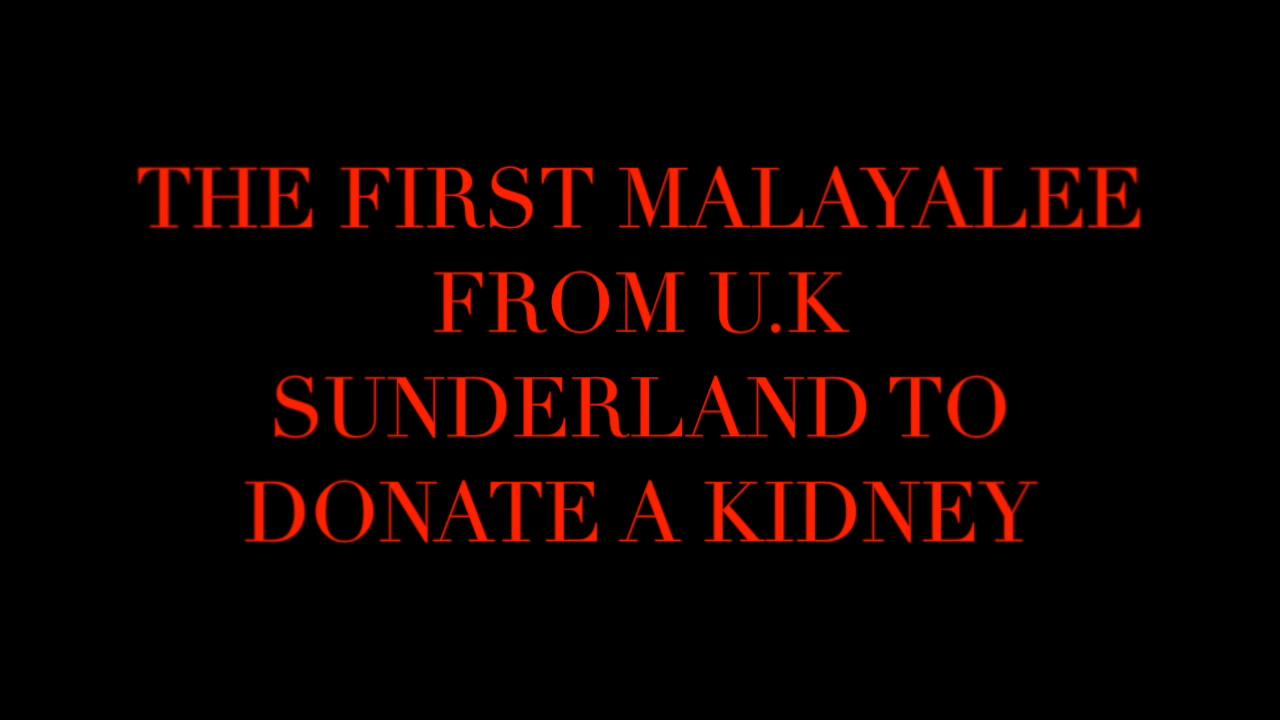 THE FIRST MALAYALEE
FROM U.K
SUNDERLAND TO
DONATE A KIDNEY